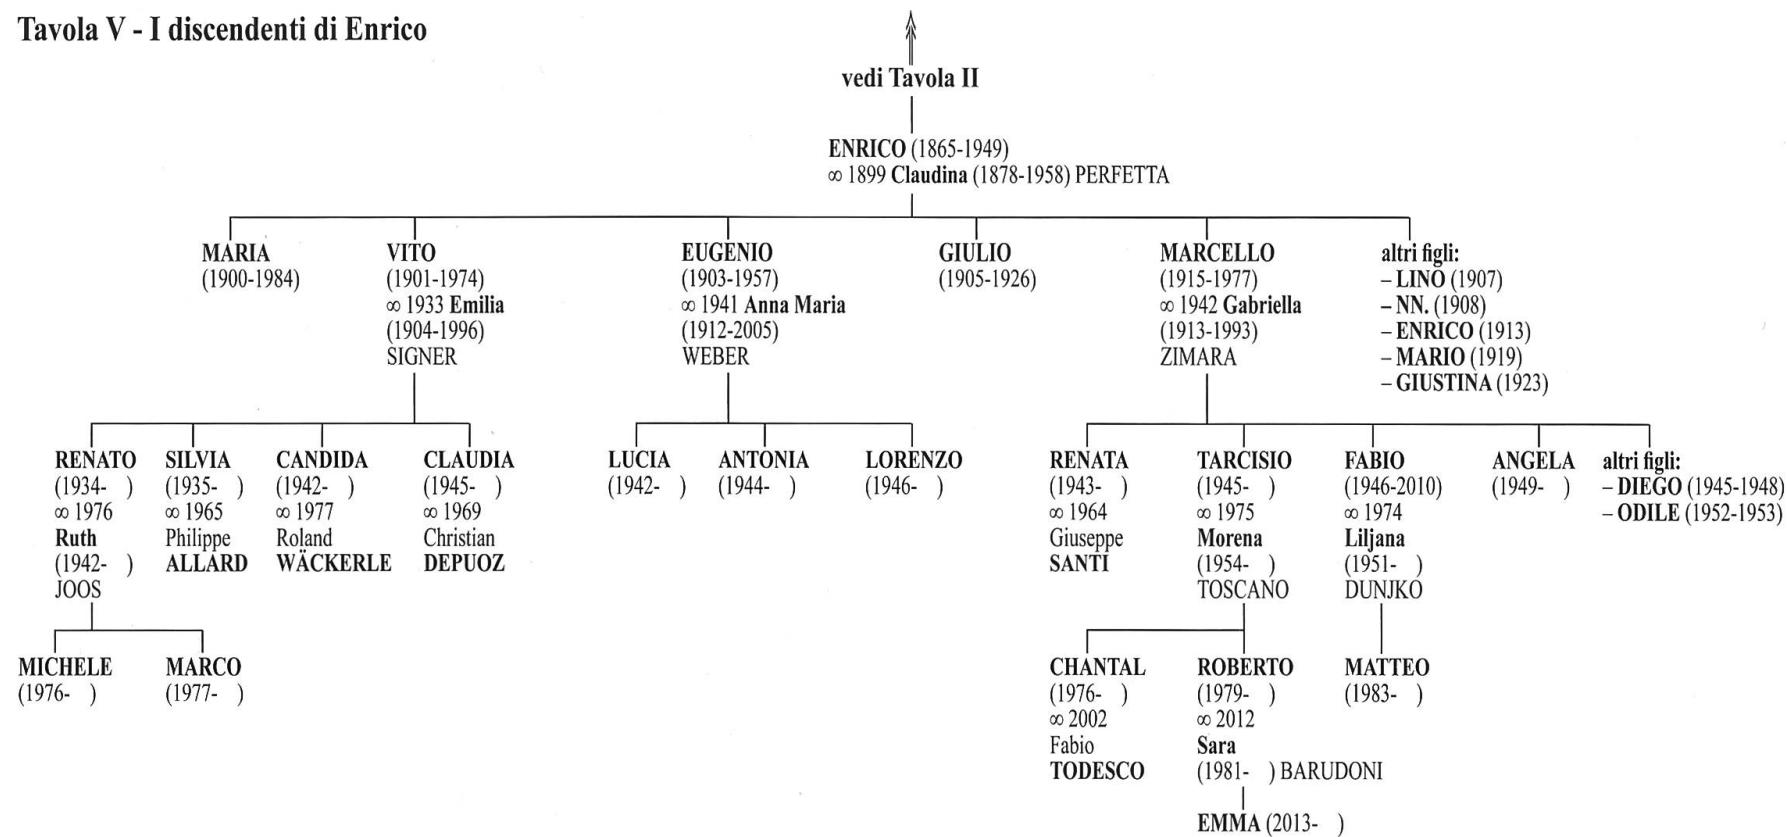 Tavola V - I discendenti di Enrico
vedi Tavola II
ENRICO (1865-1949)
∞ 1899 Claudina (1878-1958) PERFETTA
MARIA
(1900-1984)
VITO
(1901-1974)
∞ 1933 Emilia
(1904-1996)
SIGNER
EUGENIO
(1903-1957)
∞ 1941 Anna Maria
(1912-2005)
WEBER
GIULIO
(1905-1926)
MARCELLO
(1915-1977)
∞ 1942 Gabriella
(1913-1993)
ZIMARA
altri figli:
– LINO (1907)
– NN. (1908)
– ENRICO (1913)
– MARIO (1919)
– GIUSTINA (1923)
RENATO
(1934- )
∞ 1976
Ruth
(1942- )
JOOS
SILVIA
(1935- )
∞ 1965
Philippe
ALLARD
CANDIDA
(1942- )
∞ 1977
Roland
WÄCKERLE
CLAUDIA
(1945- )
∞ 1969
Christian
DEPUOZ
LUCIA
(1942- )
ANTONIA
(1944- )
LORENZO
(1946- )
RENATA
(1943- )
∞ 1964
Giuseppe
SANTI
TARCISIO
(1945- )
∞ 1975
Morena
(1954- )
TOSCANO
FABIO
(1946-2010)
∞ 1974
Liljana
(1951- )
DUNJKO
ANGELA
(1949- )
altri figli:
– DIEGO (1945-1948)
– ODILE (1952-1953)
MICHELE
(1976- )
MARCO
(1977- )
CHANTAL
(1976- )
∞ 2002
Fabio
TODESCO
ROBERTO
(1979- )
∞ 2012
Sara
(1981- ) BARUDONI
MATTEO
(1983- )
EMMA (2013- )